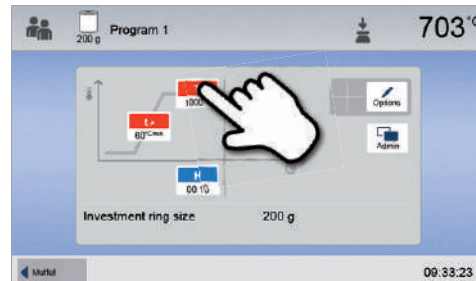 200 g
Program 1
703°C
1000
60°C/min
H
00:10
Options
Admin
Investment ring size 200 g
Muffel
09:33:23